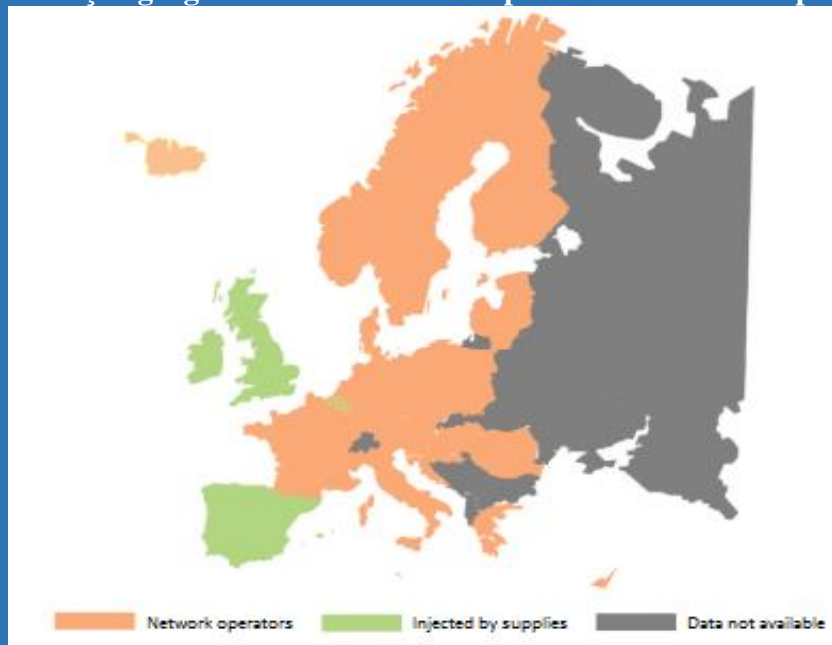 Network operators
Injected by supplies
Data not available